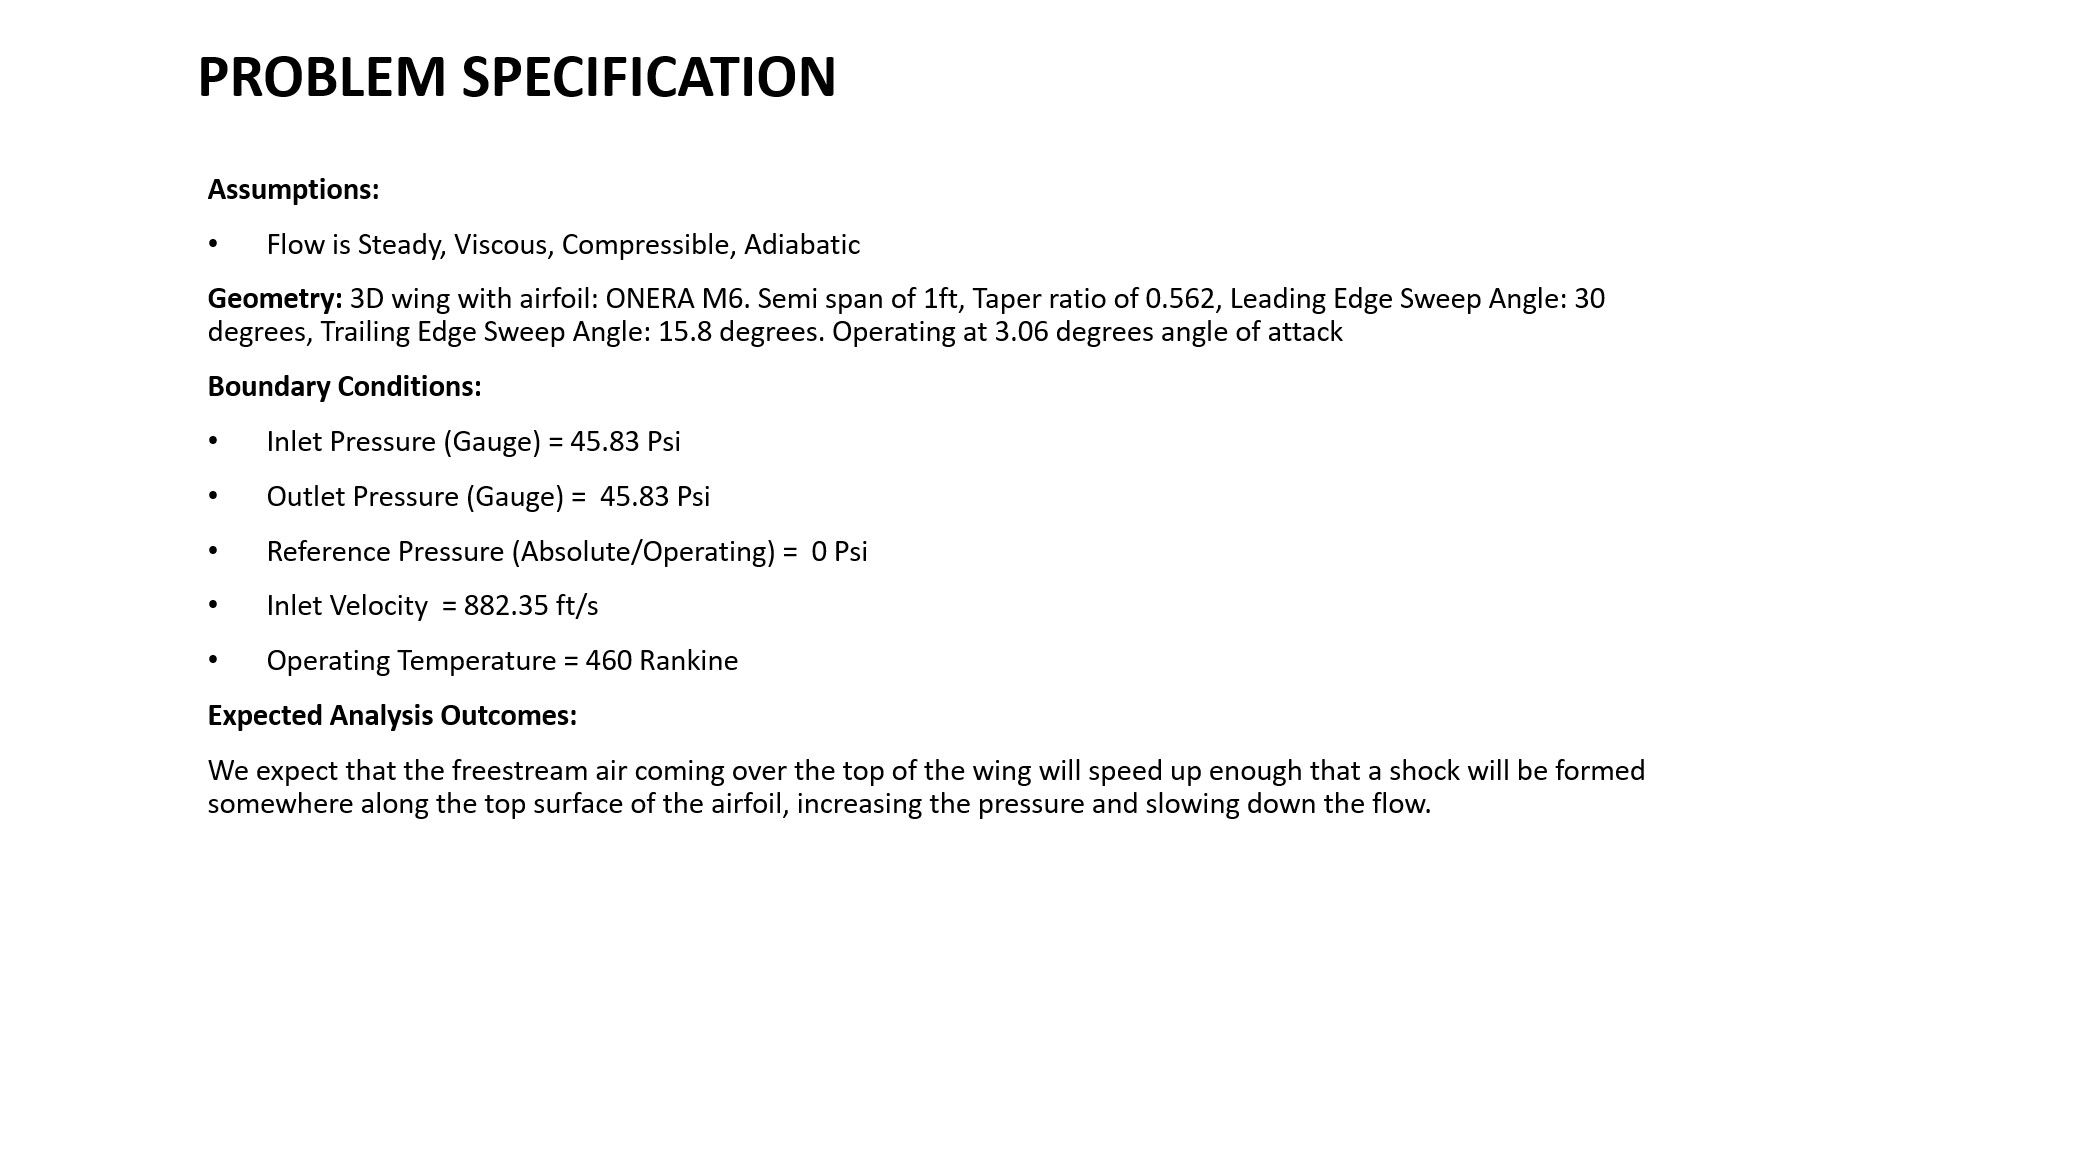 PROBLEM SPECIFICATION
Assumptions:
• Flow is Steady, Viscous, Compressible, Adiabatic
Geometry: 3D wing with airfoil: ONERA M6. Semi span of 1ft, Taper ratio of 0.562, Leading Edge Sweep Angle: 30
degrees, Trailing Edge Sweep Angle: 15.8 degrees. Operating at 3.06 degrees angle of attack
Boundary Conditions:
• Inlet Pressure (Gauge) = 45.83 Psi
• Outlet Pressure (Gauge) =  45.83 Psi
• Reference Pressure (Absolute/Operating) =  0 Psi
• Inlet Velocity  = 882.35 ft/s
• Operating Temperature = 460 Rankine
Expected Analysis Outcomes:
We expect that the freestream air coming over the top of the wing will speed up enough that a shock will be formed
somewhere along the top surface of the airfoil, increasing the pressure and slowing down the flow.